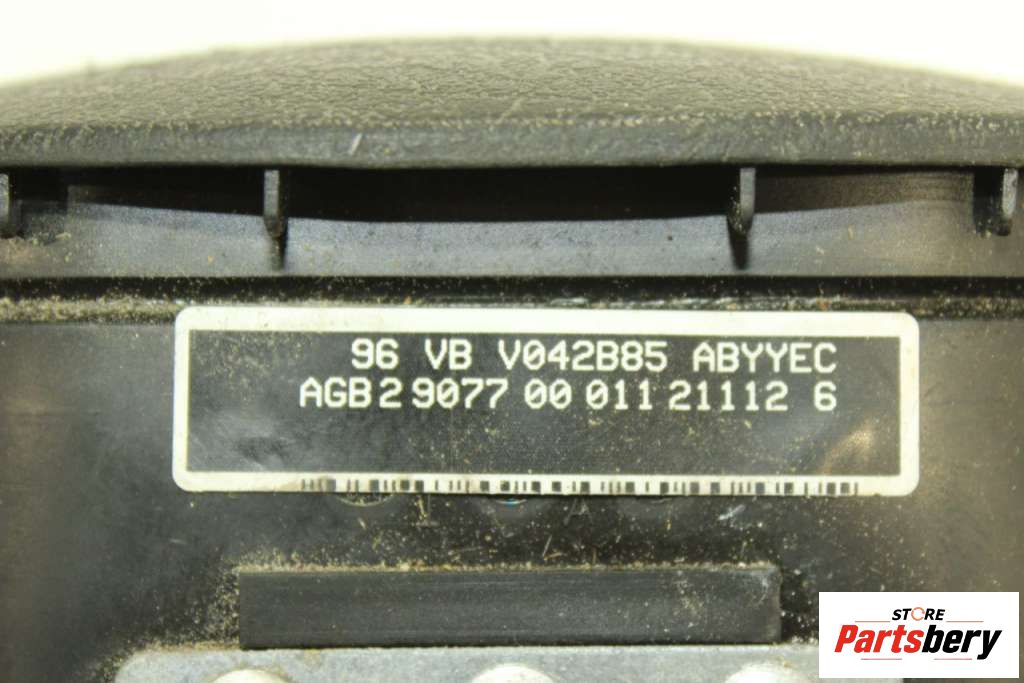 96 VB V042B85 ABYYEC
AGB 2 9077 00 011 21112 6
STORE
Partsbery